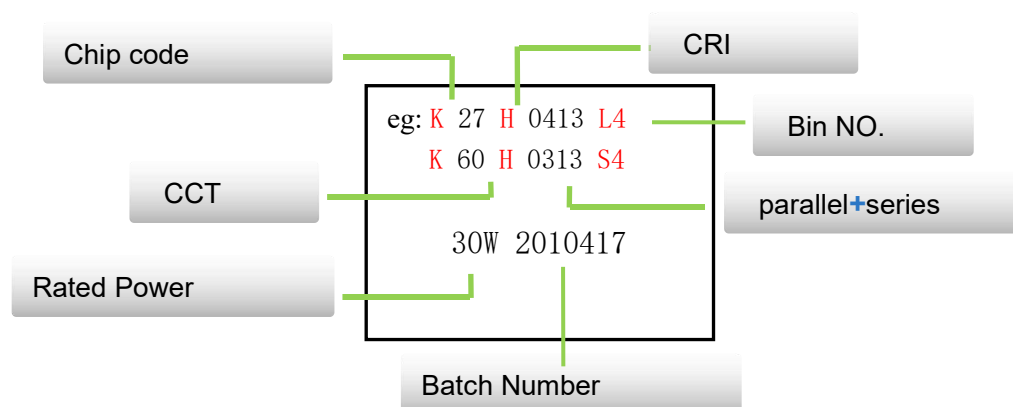 Chip code
CRI
eg: K 27 H 0413 L4
Bin NO.
K 60 H 0313 S4
CCT
parallel+series
30W 2010417
Rated Power
Batch Number